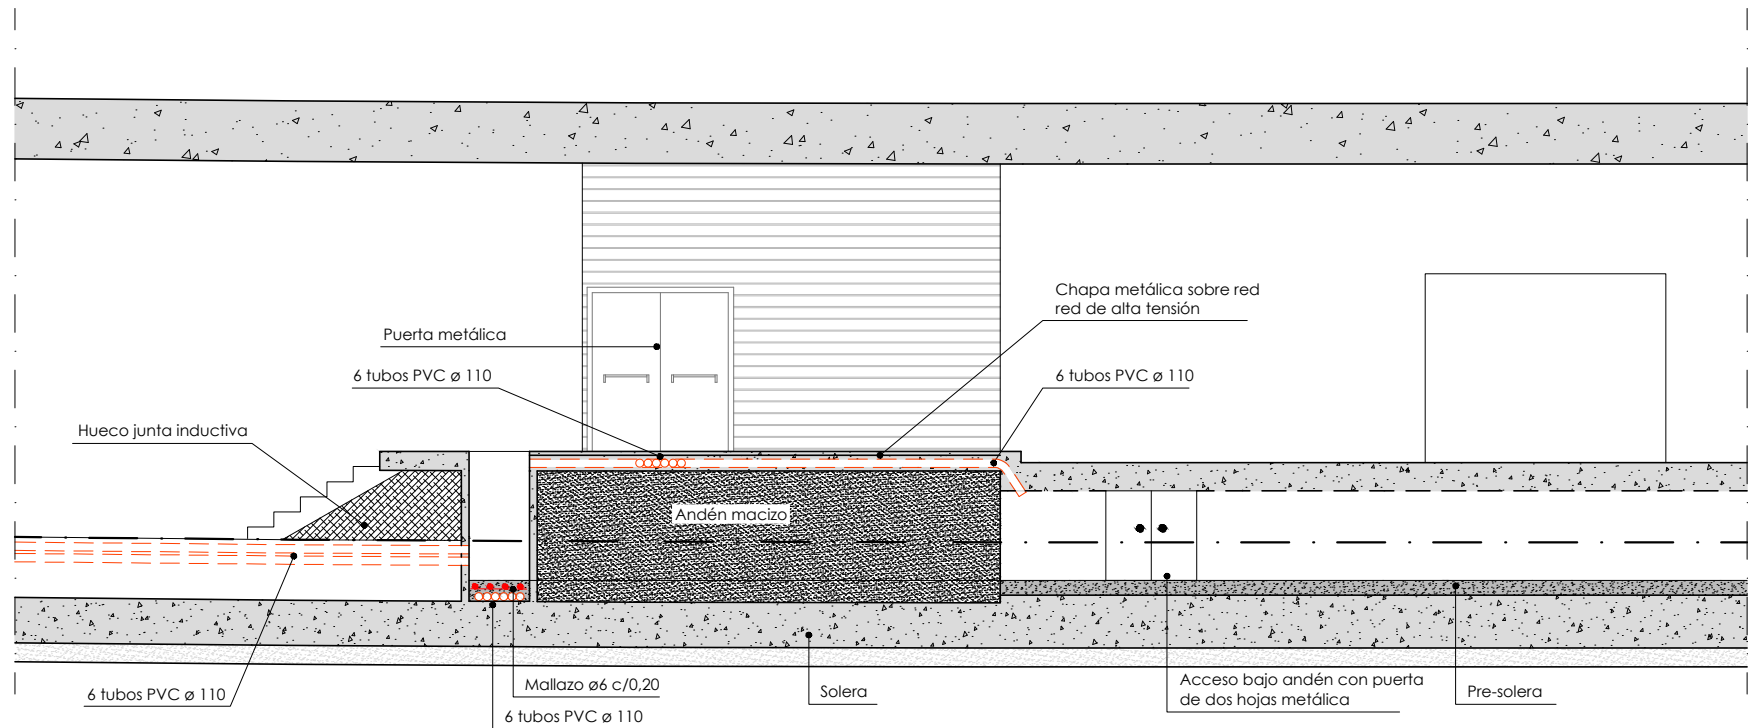 Chapa metálica sobre red
red de alta tensión
Puerta metálica
6 tubos PVC ø 110
6 tubos PVC ø 110
Hueco junta inductiva
Andén macizo
6 tubos PVC ø 110
Mallazo ø6 c/0,20
6 tubos PVC ø 110
Solera
Acceso bajo andén con puerta
de dos hojas metálica
Pre-solera